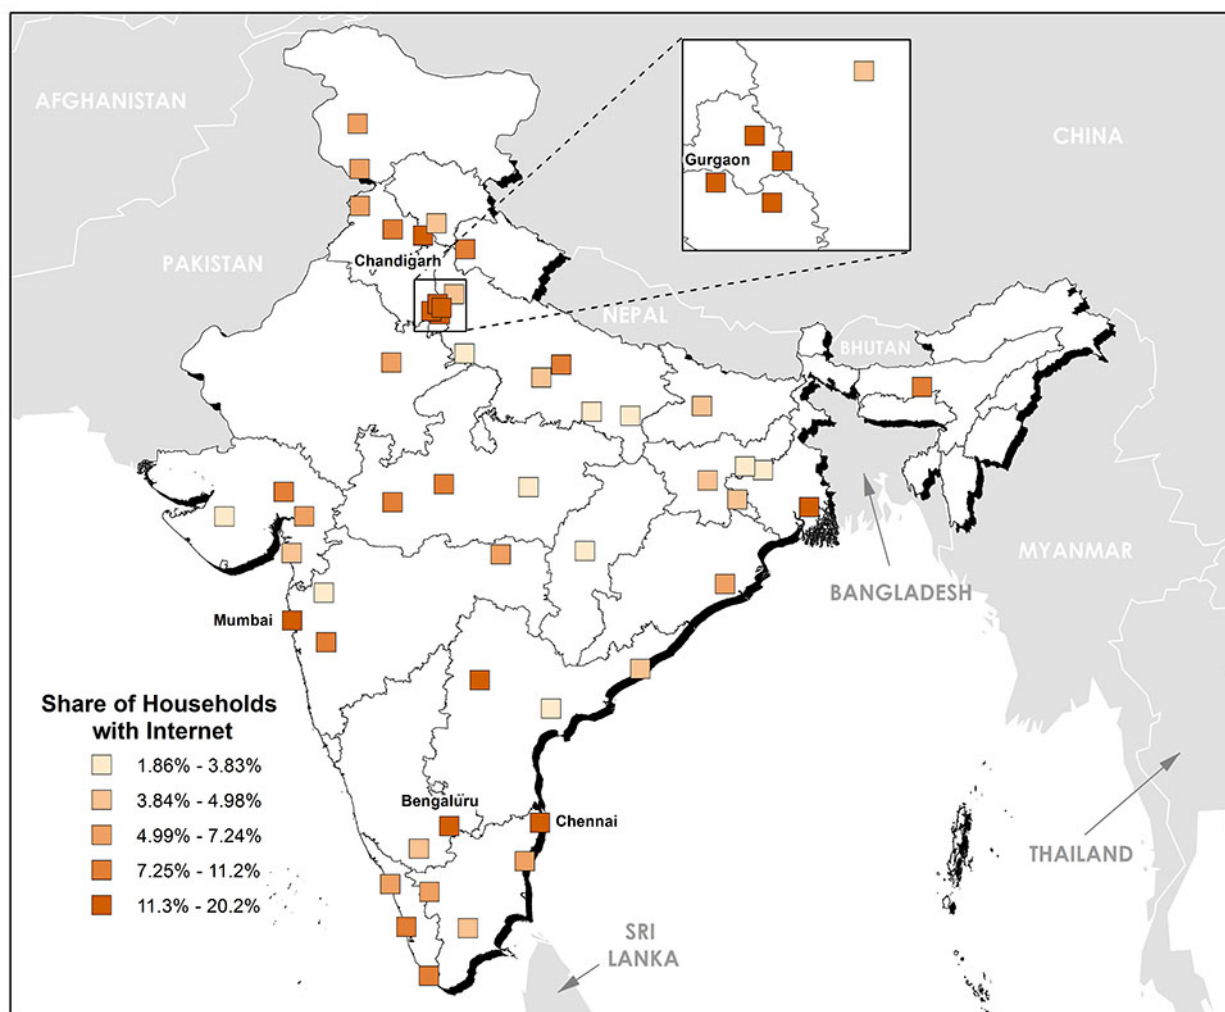 AFGHANISTAN
CHINA
Gurgaon
PAKISTAN
Chandigarh
NEPAL
BHUTAN
MYANMAR
BANGLADESH
Mumbai
Share of Households
with Internet
1.86% - 3.83%
3.84% - 4.98%
4.99% - 7.24%
7.25% - 11.2%
11.3% - 20.2%
Bengalüru
Chennai
THAILAND
SRI
LANKA